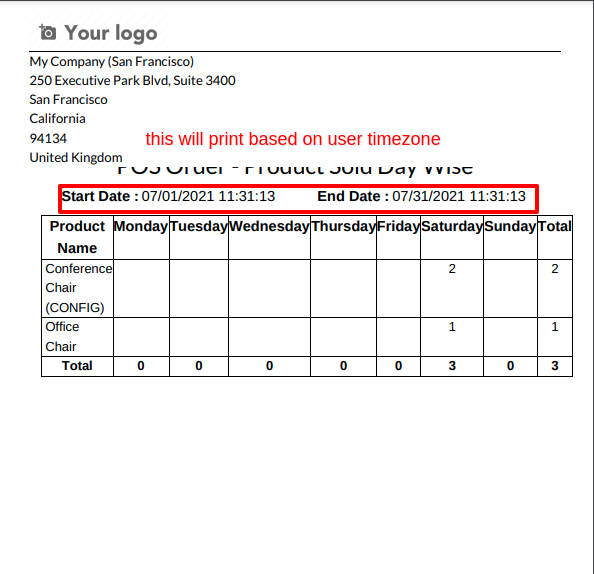 Your logo
My Company (San Francisco)
250 Executive Park Blvd, Suite 3400
San Francisco
California
94134
this will print based on user timezone
United Kingdom
POS Order - Product Sold Day Wise
Start Date : 07/01/2021 11:31:13 End Date : 07/31/2021 11:31:13
Product Name Monday Tuesday Wednesday Thursday Friday Saturday Sunday Total
Conference
Chair
(CONFIG) 2 2
Office
Chair 1 1
Total 0 0 0 0 0 3 0 3